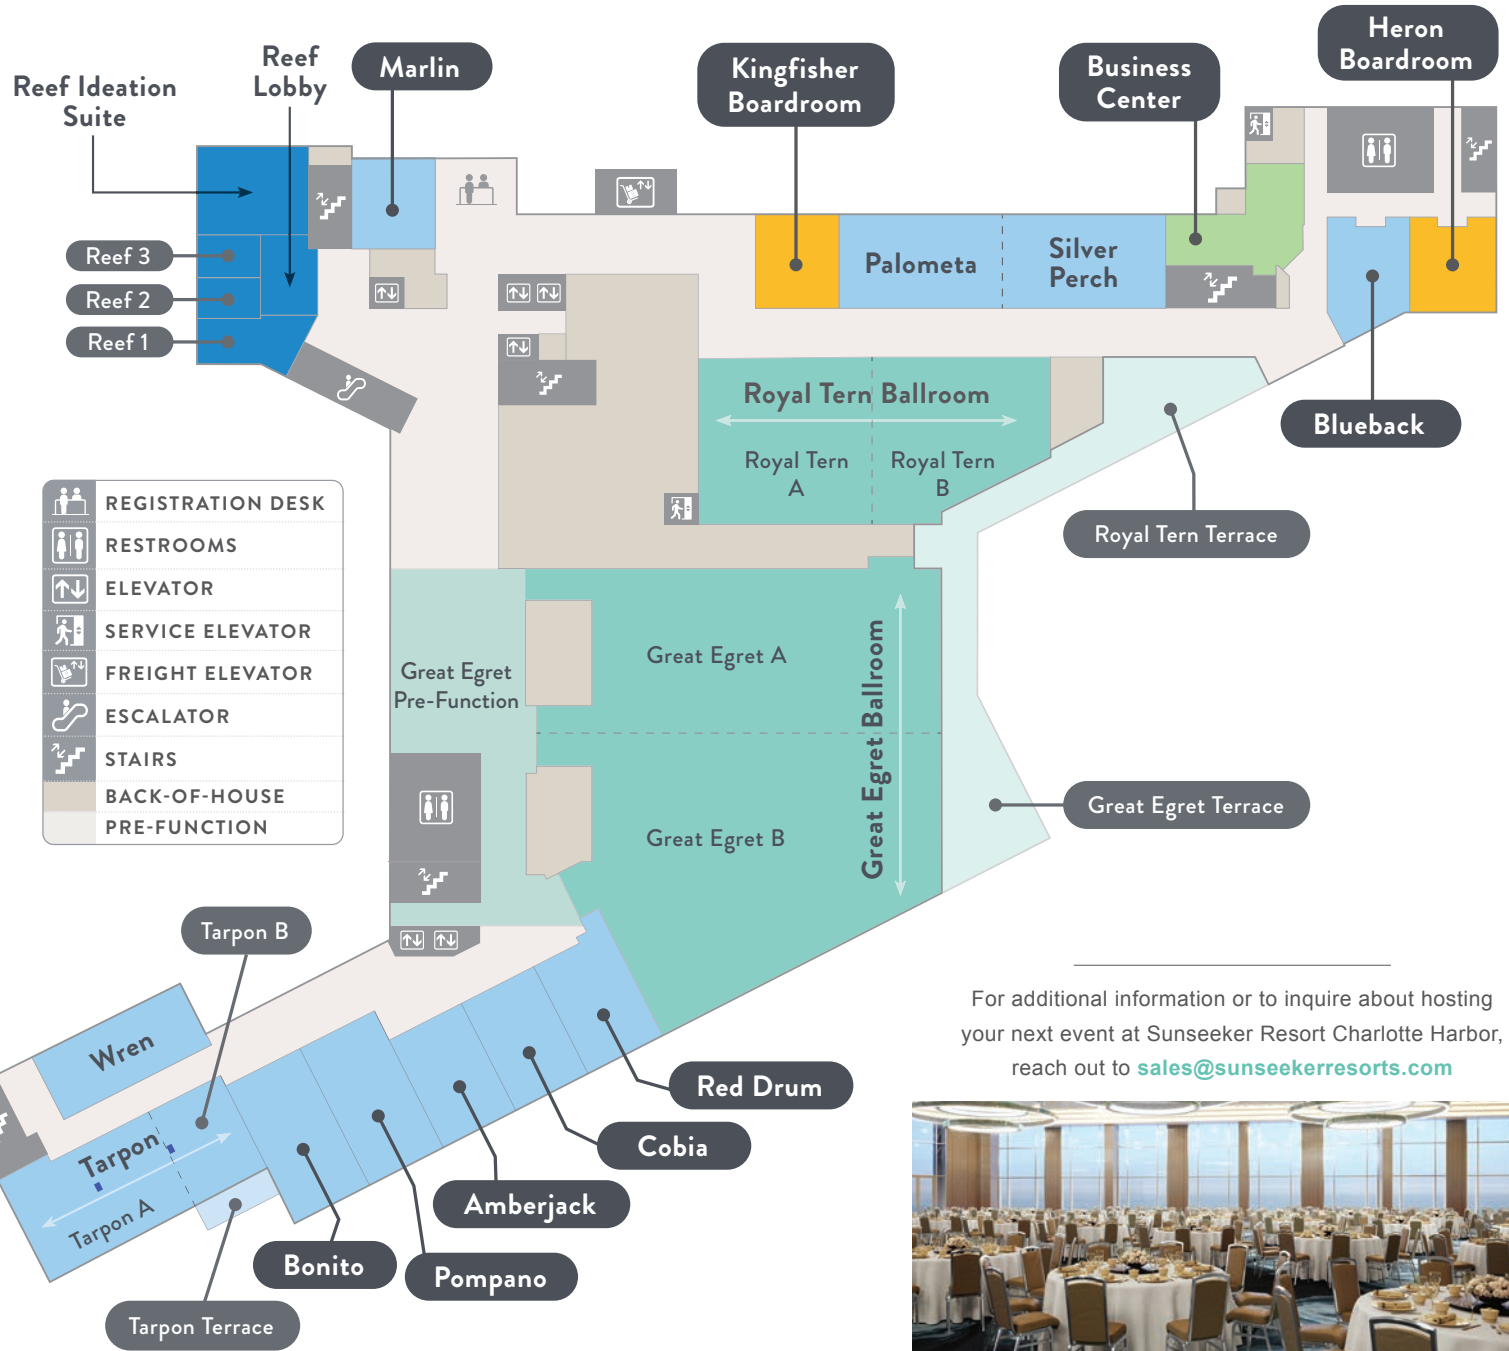 Reef Ideation
Suite
Reef
Lobby
Marlin
Kingfisher
Boardroom
Business
Center
Heron
Boardroom
Reef 3
Reef 2
Reef 1
Palometa
Silver
Perch
Blueback
Royal Tern Ballroom
Royal Tern
A
Royal Tern
B
Royal Tern Terrace
REGISTRATION DESK
RESTROOMS
ELEVATOR
SERVICE ELEVATOR
FREIGHT ELEVATOR
ESCALATOR
STAIRS
BACK-OF-HOUSE
PRE-FUNCTION
Great Egret
Pre-Function
Great Egret A
Great Egret Ballroom
Great Egret B
Great Egret Terrace
Tarpon B
Wren
Tarpon
Tarpon A
Tarpon Terrace
Bonito
Pompano
Amberjack
Cobia
Red Drum
For additional information or to inquire about hosting
your next event at Sunseeker Resort Charlotte Harbor,
reach out to sales@sunseekerresorts.com